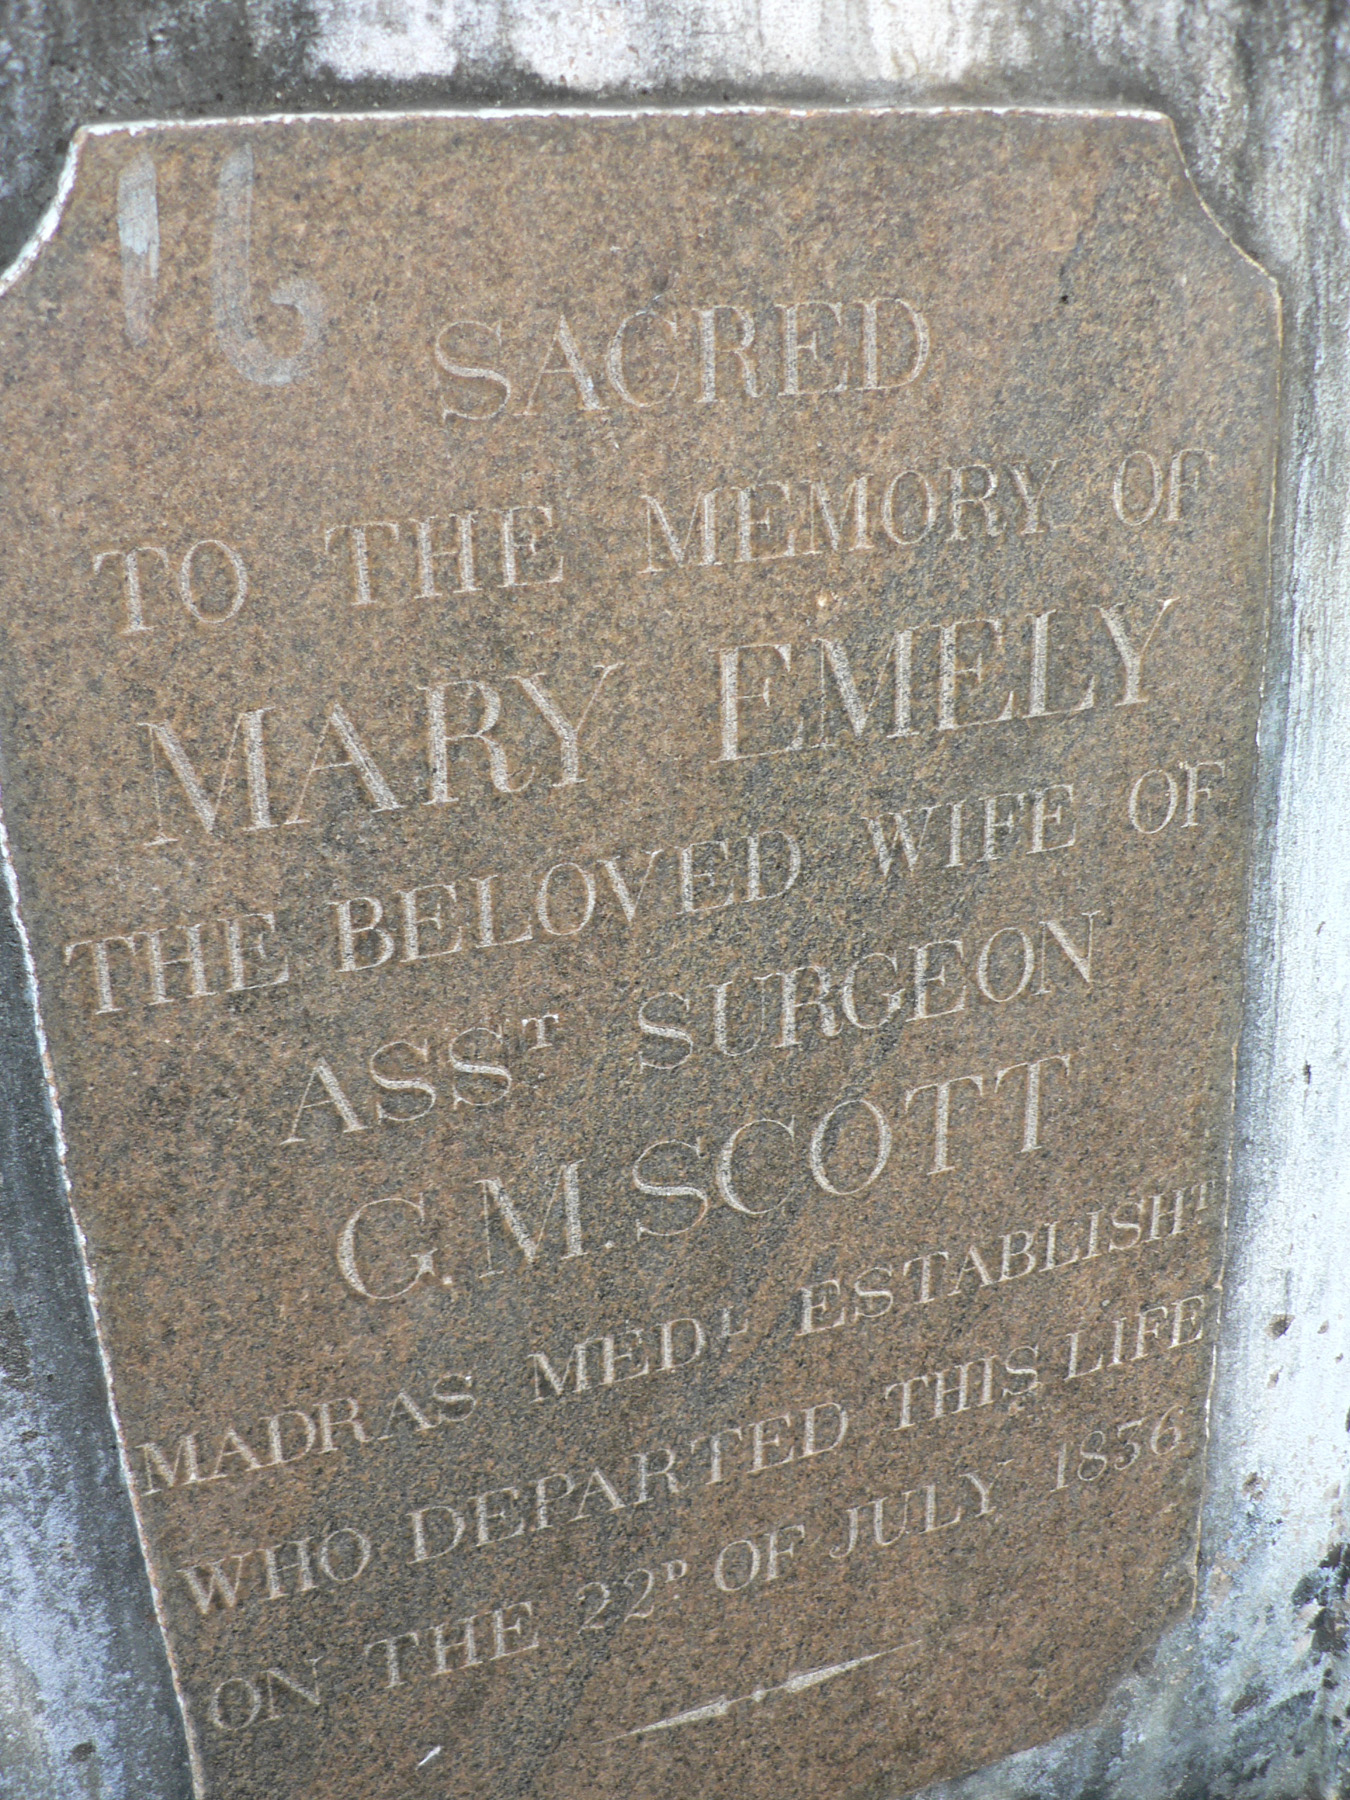 16
SACRED
TO THE MEMORY OF
MARY EMELY
THE BELOVED WIFE OF
ASSᵀ SURGEON
G. M. SCOTT
MADRAS MEDᴸ ESTABLISHᵀ
WHO DEPARTED THIS LIFE
ON THE 22ᴰ OF JULY 1836